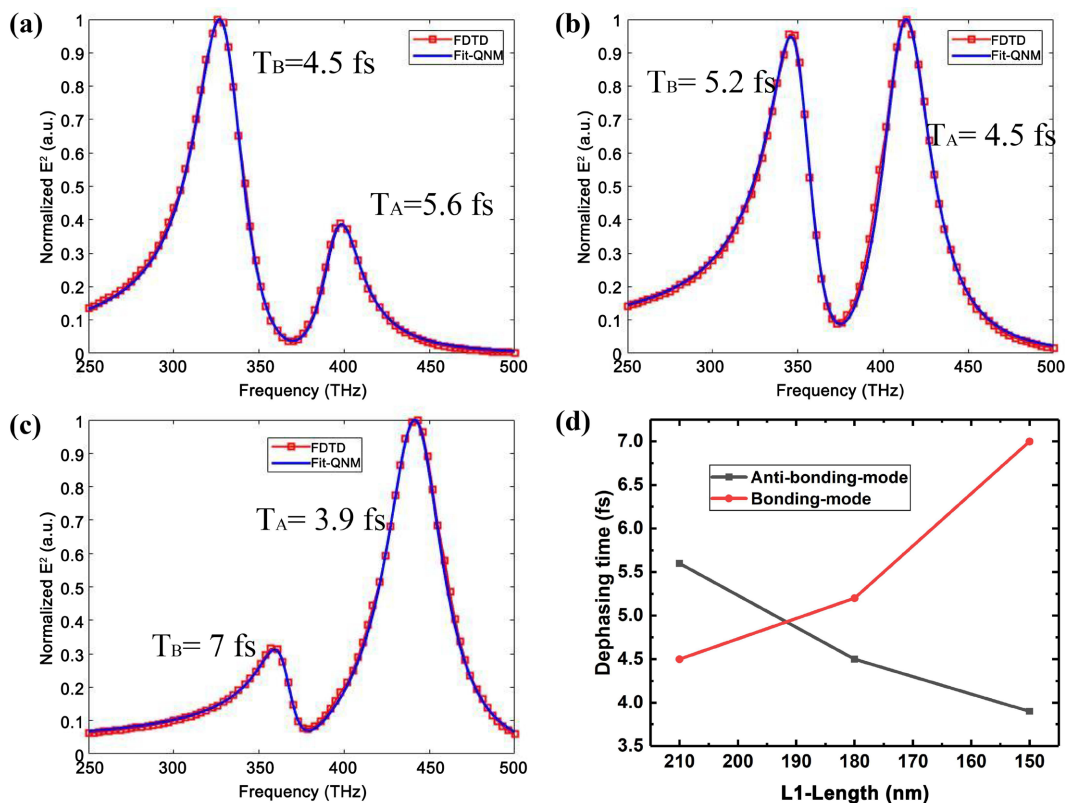 (a)
1
0.9
0.8
0.7
0.6
0.5
0.4
0.3
0.2
0.1
0
Normalized E² (a.u.)
FDTD
Fit-QNM
TB=4.5 fs
TA=5.6 fs
250 300 350 400 450 500
Frequency (THz)
(b)
1
0.9
0.8
0.7
0.6
0.5
0.4
0.3
0.2
0.1
0
Normalized E² (a.u.)
FDTD
Fit-QNM
TB= 5.2 fs
TA= 4.5 fs
250 300 350 400 450 500
Frequency (THz)
(c)
1
0.9
0.8
0.7
0.6
0.5
0.4
0.3
0.2
0.1
0
Normalized E² (a.u.)
FDTD
Fit-QNM
TA= 3.9 fs
TB= 7 fs
250 300 350 400 450 500
Frequency (THz)
(d)
7.0
6.5
6.0
5.5
5.0
4.5
4.0
3.5
Dephasing time (fs)
Anti-bonding-mode
Bonding-mode
210 200 190 180 170 160 150
L1-Length (nm)